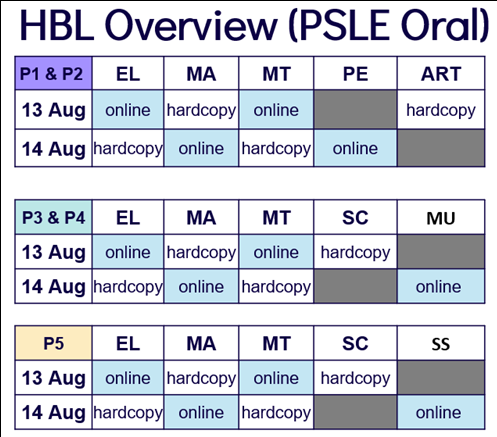 HBL Overview (PSLE Oral)
P1 & P2 EL MA MT PE ART
13 Aug online hardcopy online hardcopy
14 Aug hardcopy online hardcopy online
P3 & P4 EL MA MT SC MU
13 Aug online hardcopy online hardcopy
14 Aug hardcopy online hardcopy online
P5 EL MA MT SC SS
13 Aug online hardcopy online hardcopy
14 Aug hardcopy online hardcopy online